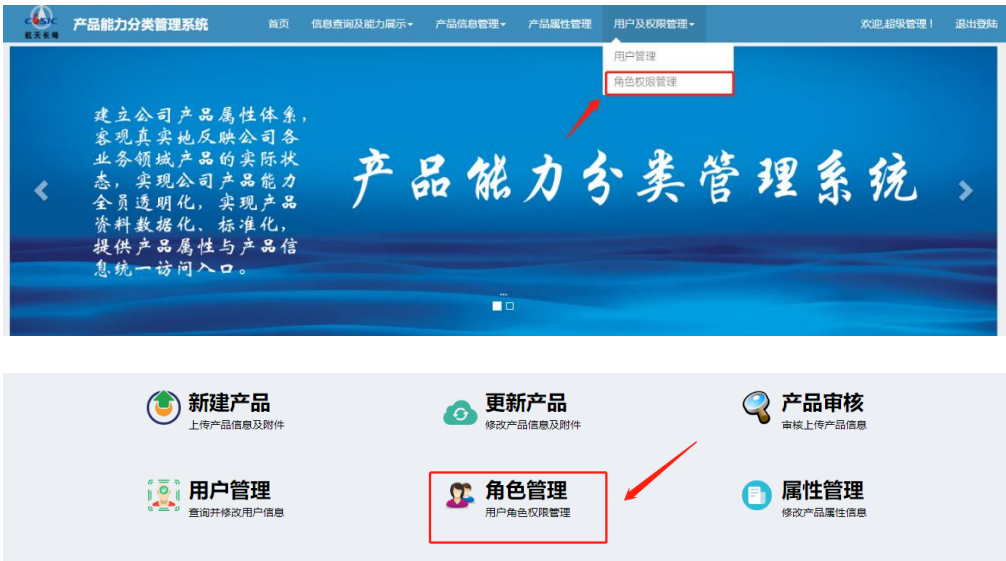 CASIC
航天长峰
产品能力分类管理系统 首页 信息查询及能力展示 产品信息管理 产品属性管理 用户及权限管理 欢迎,超级管理！ 退出登陆
用户管理
角色权限管理
建立公司产品属性体系，
客观真实地反映公司各
业务领域产品的实际状
态，实现公司产品能力
全员透明化，实现产品
资料数据化、标准化，
提供产品属性与产品信
息统一访问入口。
产品能力分类管理系统
...
新建产品
上传产品信息及附件
更新产品
修改产品信息及附件
产品审核
审核上传产品信息
用户管理
查询并修改用户信息
角色管理
用户角色权限管理
属性管理
修改产品属性信息